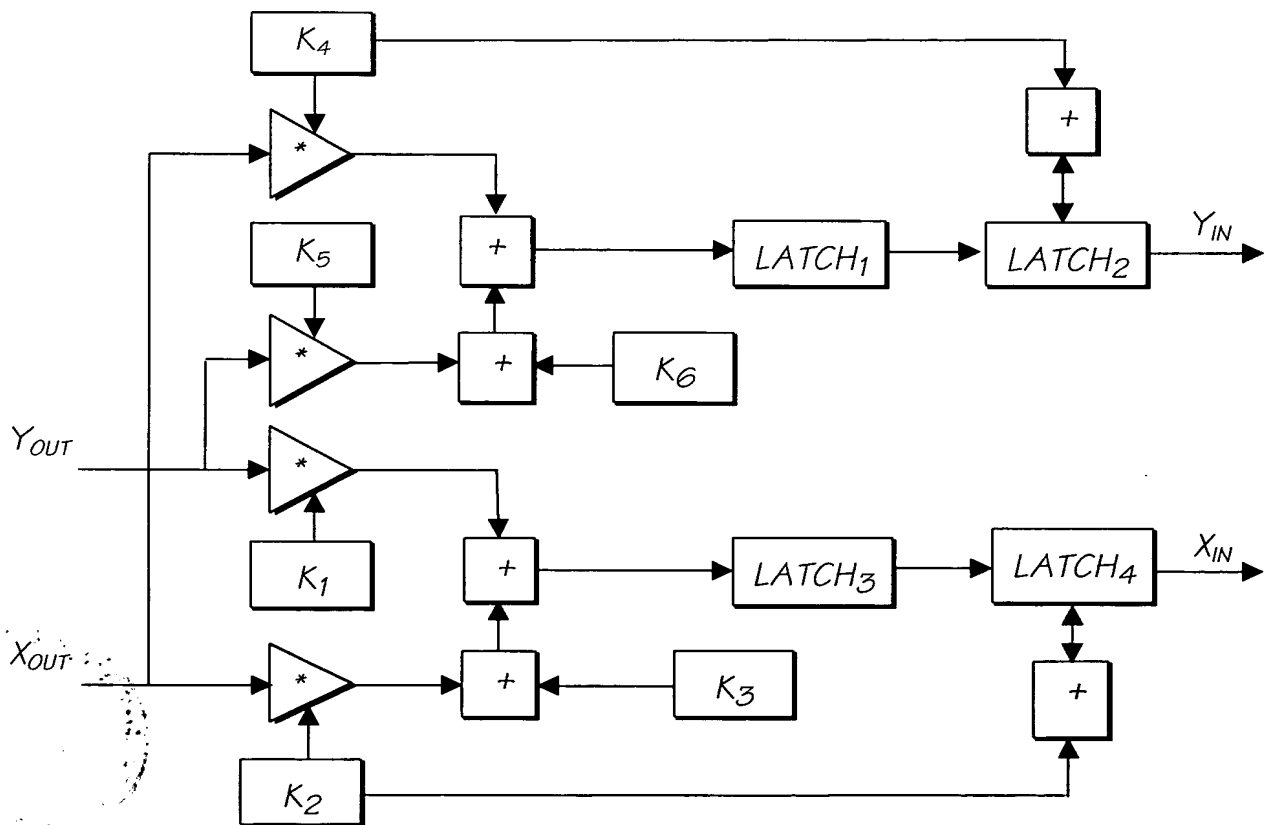 K4
+
*
K5
+
LATCH1
LATCH2
YIN
*
+
K6
YOUT
*
K1
+
LATCH3
LATCH4
XIN
XOUT
*
+
K3
+
K2